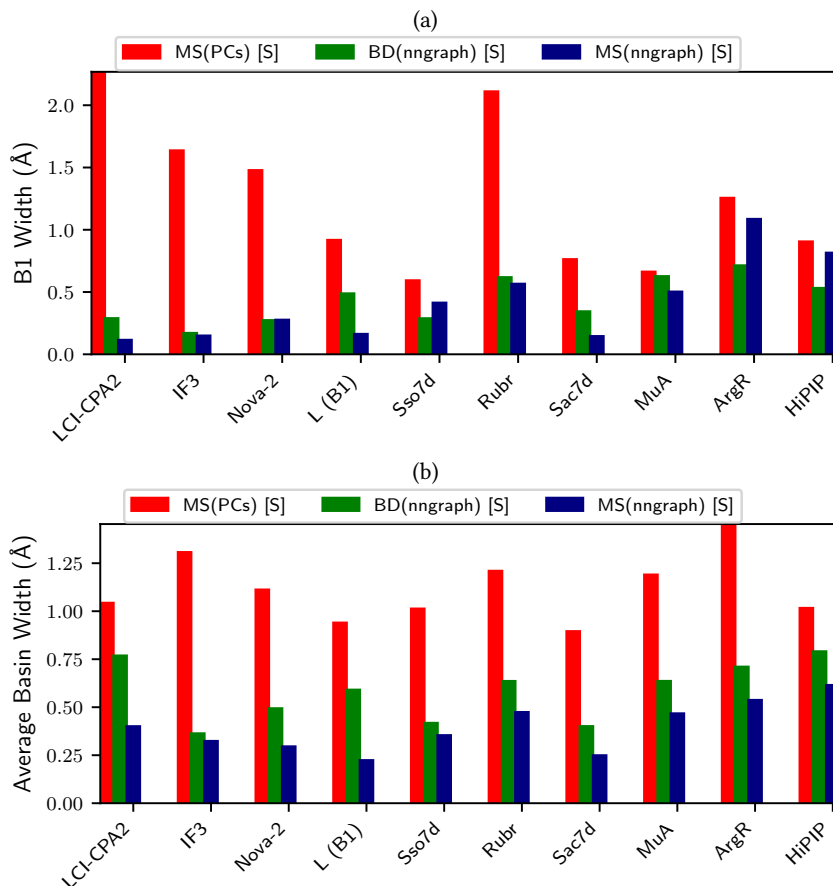 (a)
MS(PCs) [S] BD(nngraph) [S] MS(nngraph) [S]
B1 Width (Å)
2.0
1.5
1.0
0.5
0.0
LCI-CPA2 IF3 Nova-2 L (B1) Sso7d Rubr Sac7d MuA ArgR HiPIP
(b)
MS(PCs) [S] BD(nngraph) [S] MS(nngraph) [S]
Average Basin Width (Å)
1.25
1.00
0.75
0.50
0.25
0.00
LCI-CPA2 IF3 Nova-2 L (B1) Sso7d Rubr Sac7d MuA ArgR HiPIP